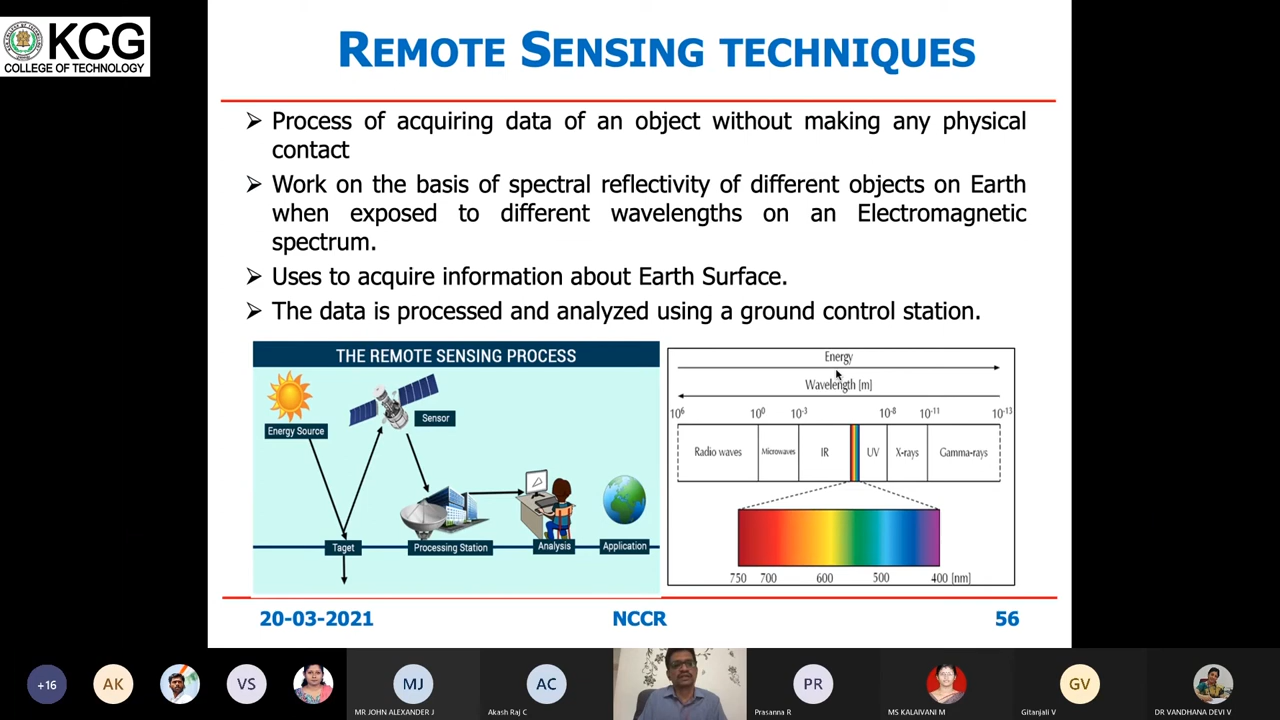 KCG
COLLEGE OF TECHNOLOGY
REMOTE SENSING TECHNIQUES
➢ Process of acquiring data of an object without making any physical
contact
➢ Work on the basis of spectral reflectivity of different objects on Earth
when exposed to different wavelengths on an Electromagnetic
spectrum.
➢ Uses to acquire information about Earth Surface.
➢ The data is processed and analyzed using a ground control station.
THE REMOTE SENSING PROCESS
Energy Source
Sensor
Taget
Processing Station
Analysis
Application
Energy
Wavelength [m]
10⁶ 10⁰ 10⁻³ 10⁻⁸ 10⁻¹¹ 10⁻¹³
Radio waves Microwaves IR UV X-rays Gamma-rays
750 700 600 500 400 [nm]
20-03-2021 NCCR 56
+16 AK VS MJ AC PR GV
MR JOHN ALEXANDER J Akash Raj C Prasanna R MS KALAIVANI M Gitanjali V DR VANDHANA DEVI V